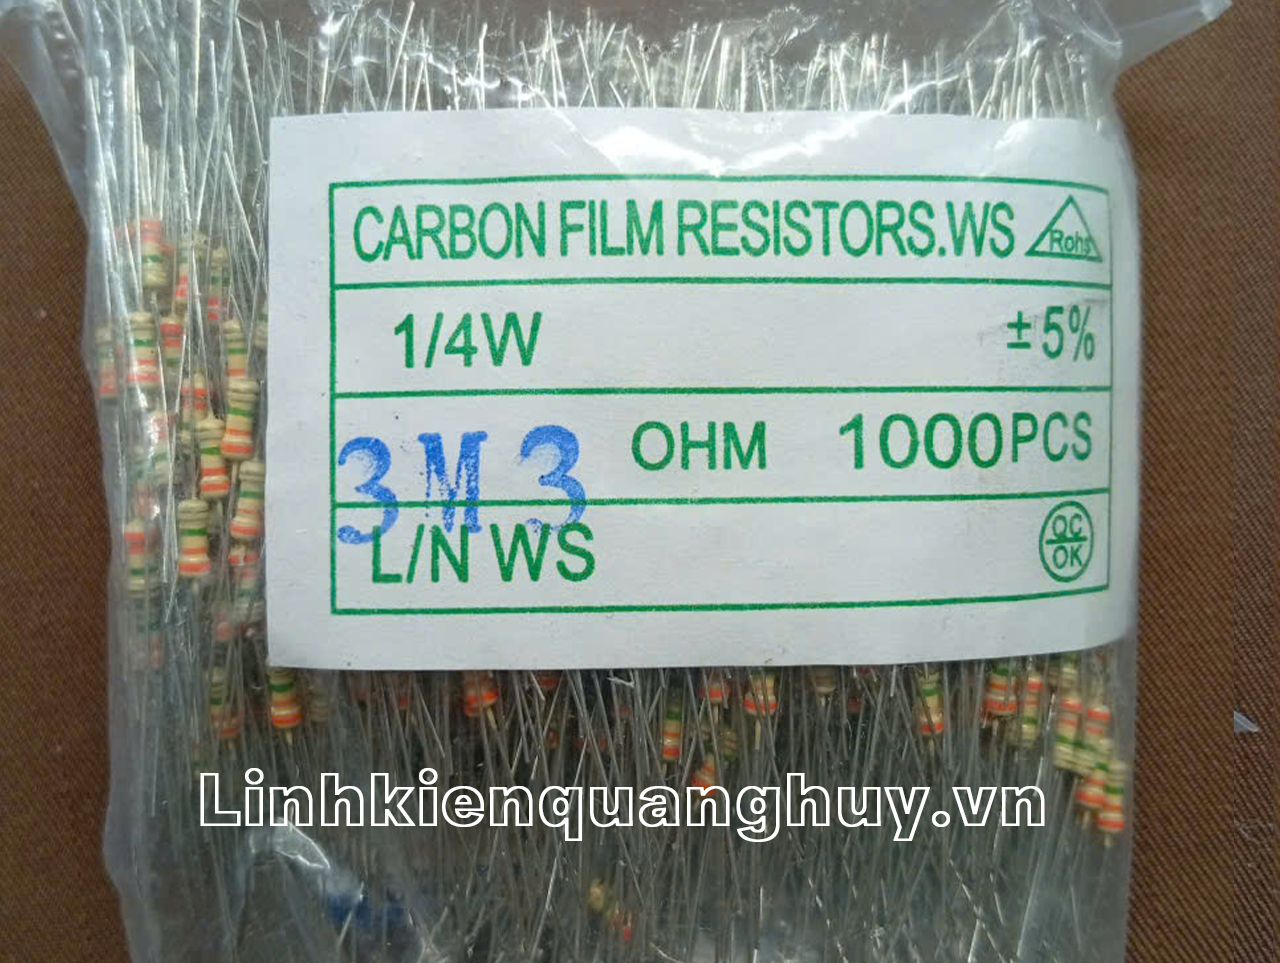 CARBON FILM RESISTORS.WS Rohs
1/4W ±5%
3M3 OHM 1000PCS
L/N WS QC OK
Linhkienquanghuy.vn